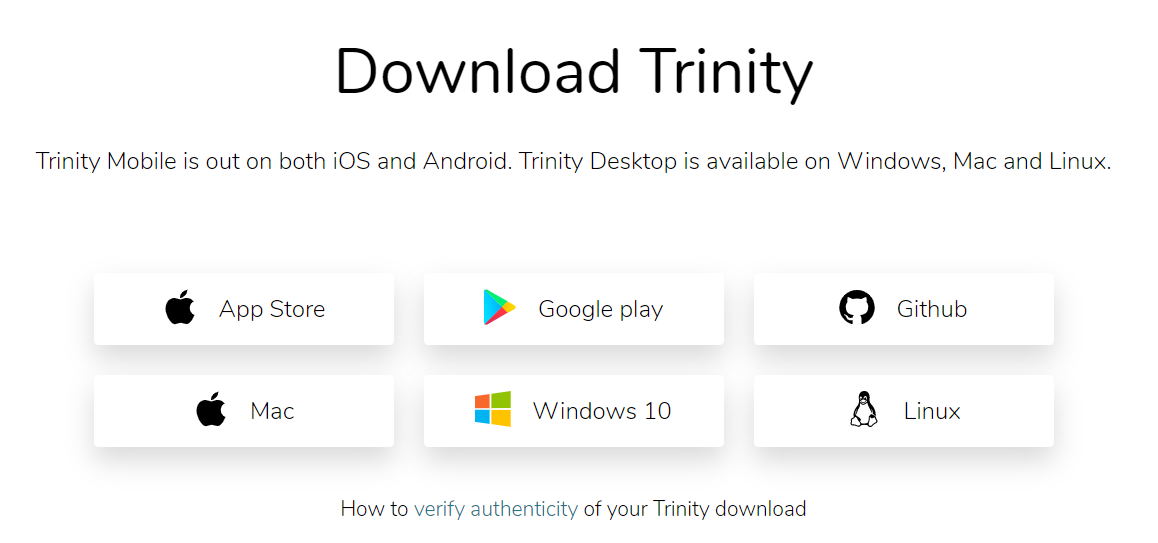 Download Trinity
Trinity Mobile is out on both iOS and Android. Trinity Desktop is available on Windows, Mac and Linux.
App Store
Google play
Github
Mac
Windows 10
Linux
How to verify authenticity of your Trinity download